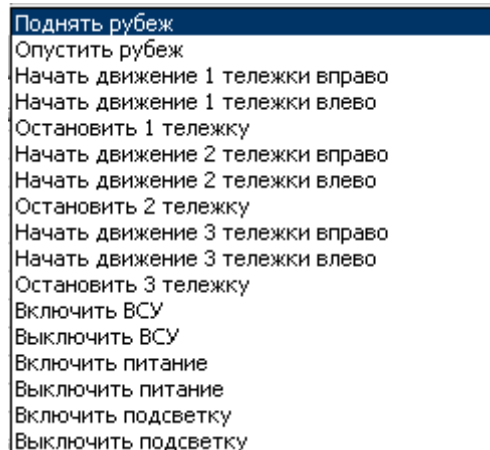 Поднять рубеж
Опустить рубеж
Начать движение 1 тележки вправо
Начать движение 1 тележки влево
Остановить 1 тележку
Начать движение 2 тележки вправо
Начать движение 2 тележки влево
Остановить 2 тележку
Начать движение 3 тележки вправо
Начать движение 3 тележки влево
Остановить 3 тележку
Включить ВСУ
Выключить ВСУ
Включить питание
Выключить питание
Включить подсветку
Выключить подсветку